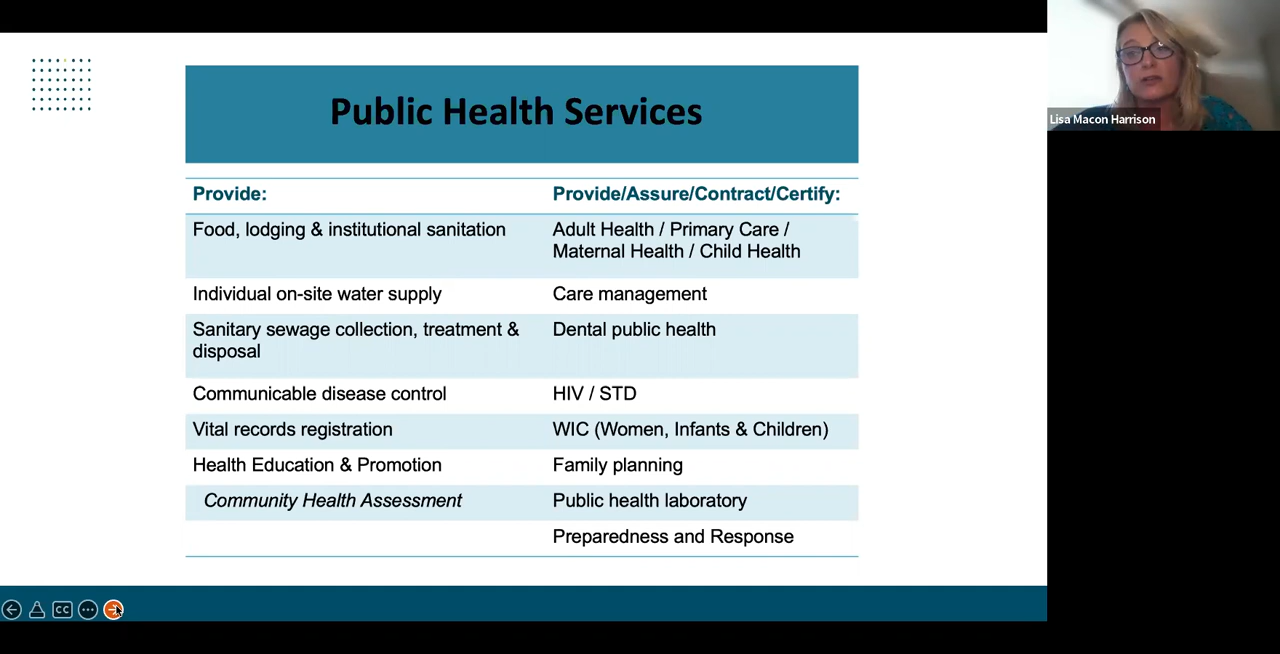 Public Health Services
Provide:
Provide/Assure/Contract/Certify:
Food, lodging & institutional sanitation
Adult Health / Primary Care /
Maternal Health / Child Health
Individual on-site water supply
Care management
Sanitary sewage collection, treatment &
disposal
Dental public health
Communicable disease control
HIV / STD
Vital records registration
WIC (Women, Infants & Children)
Health Education & Promotion
Family planning
Community Health Assessment
Public health laboratory
Preparedness and Response
Lisa Macon Harrison
CC